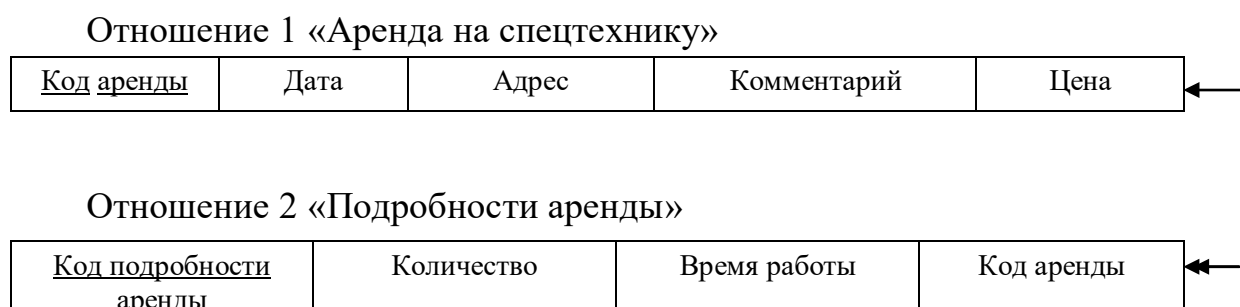 Отношение 1 «Аренда на спецтехнику»
Код аренды Дата Адрес Комментарий Цена
Отношение 2 «Подробности аренды»
Код подробности Количество Время работы Код аренды
аренды